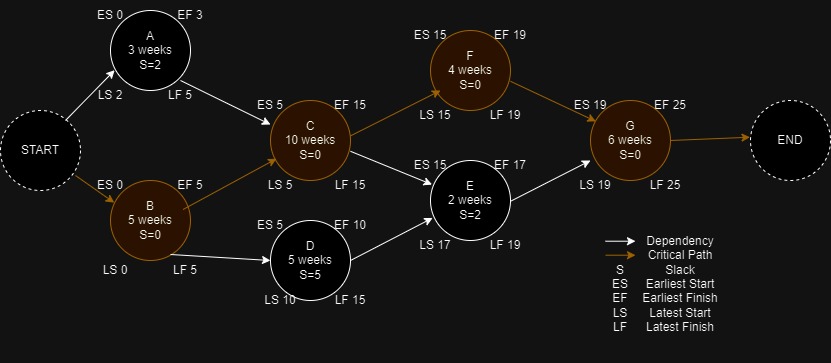 START
ES 0
EF 3
A
3 weeks
S=2
LS 2
LF 5
ES 0
EF 5
B
5 weeks
S=0
LS 0
LF 5
ES 5
EF 15
C
10 weeks
S=0
LS 5
LF 15
ES 5
EF 10
D
5 weeks
S=5
LS 10
LF 15
ES 15
EF 19
F
4 weeks
S=0
LS 15
LF 19
ES 15
EF 17
E
2 weeks
S=2
LS 17
LF 19
ES 19
EF 25
G
6 weeks
S=0
LS 19
LF 25
END
Dependency
Critical Path
S Slack
ES Earliest Start
EF Earliest Finish
LS Latest Start
LF Latest Finish